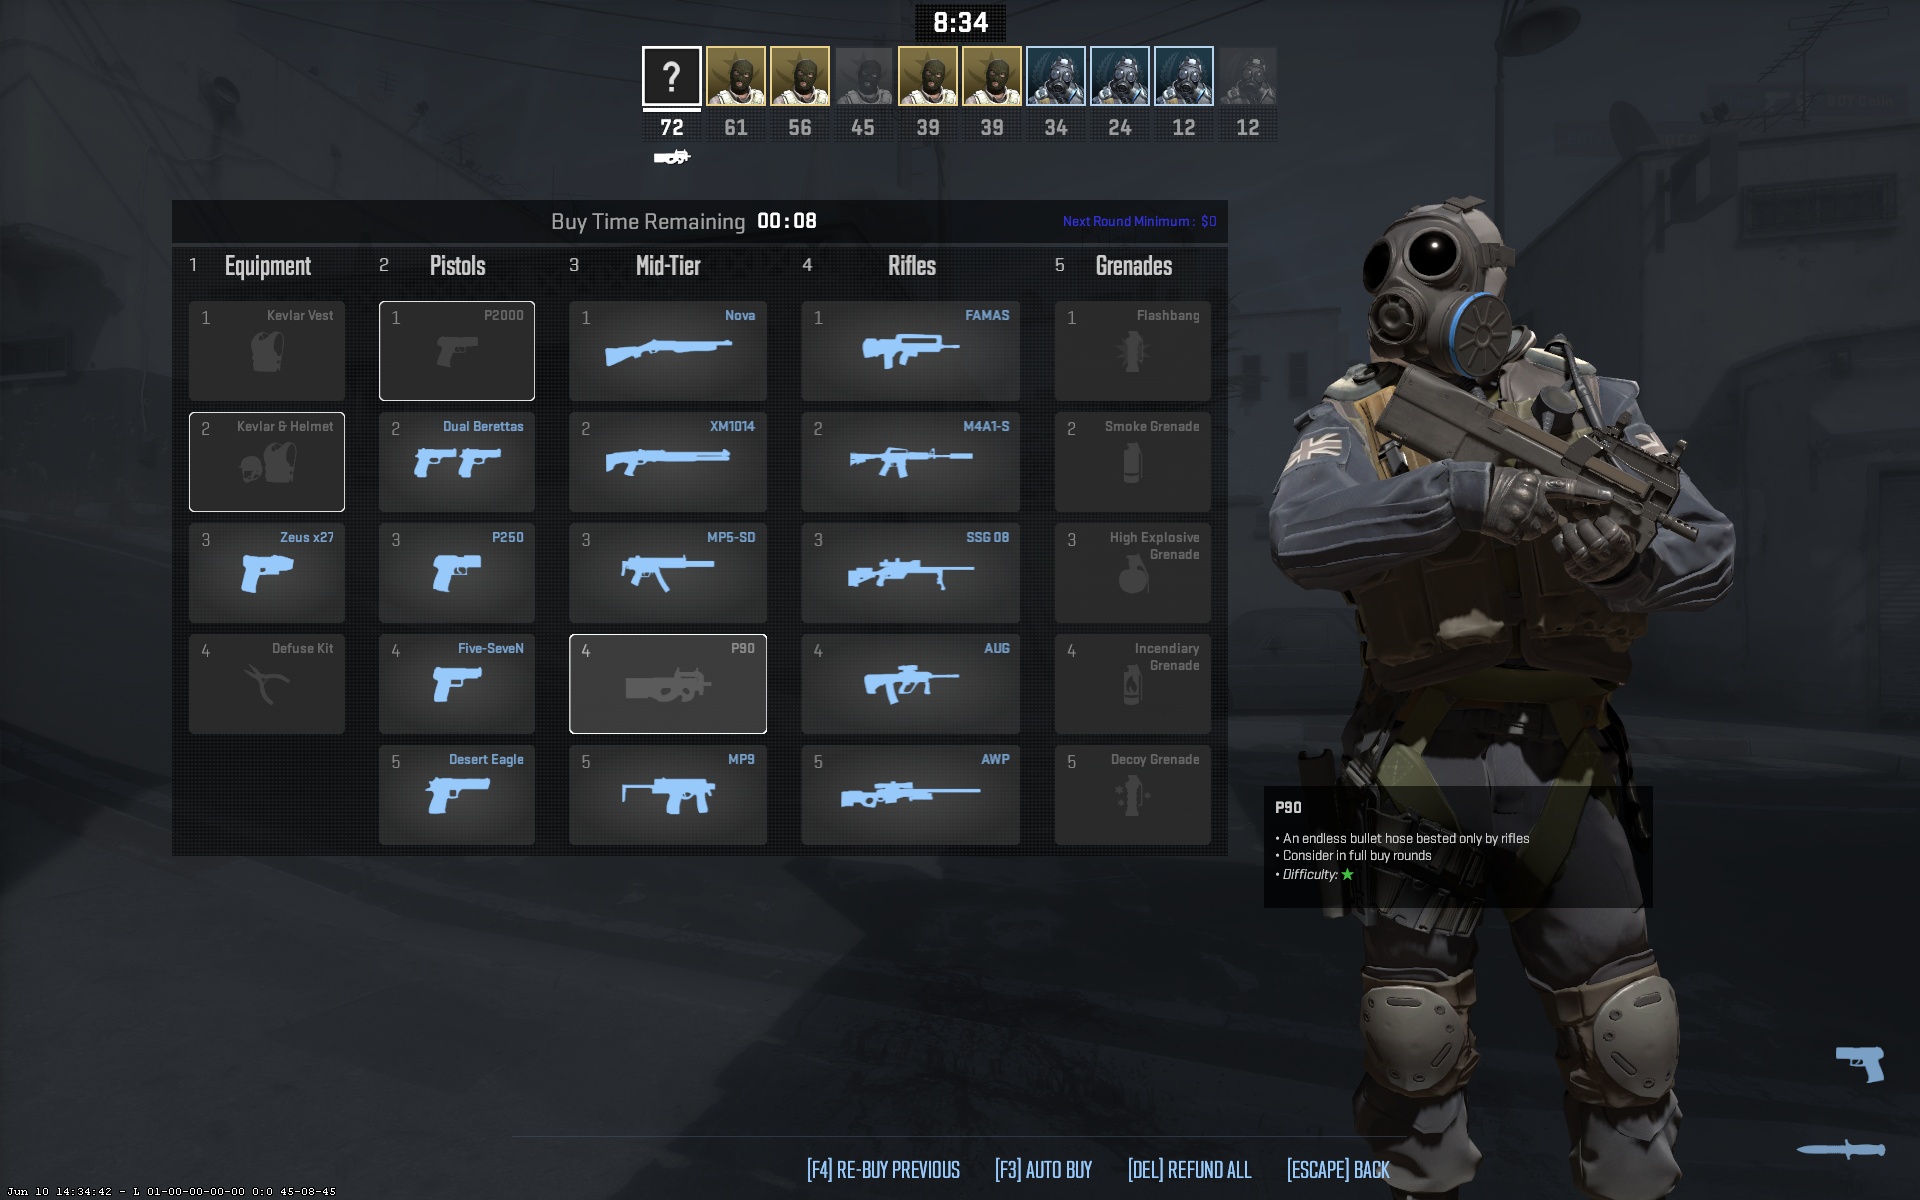 8:34
?
72 61 56 45 39 39 34 24 12 12
Buy Time Remaining 00:08
Next Round Minimum : $0
1 Equipment
2 Pistols
3 Mid-Tier
4 Rifles
5 Grenades
1 Kevlar Vest
2 Kevlar & Helmet
3 Zeus x27
4 Defuse Kit
1 P2000
2 Dual Berettas
3 P250
4 Five-SeveN
5 Desert Eagle
1 Nova
2 XM1014
3 MP5-SD
4 P90
5 MP9
1 FAMAS
2 M4A1-S
3 SSG 08
4 AUG
5 AWP
1 Flashbang
2 Smoke Grenade
3 High Explosive
Grenade
4 Incendiary
Grenade
5 Decoy Grenade
P90
• An endless bullet hose bested only by rifles
• Consider in full buy rounds
• Difficulty: ★
[F4] RE-BUY PREVIOUS [F3] AUTO BUY [DEL] REFUND ALL [ESCAPE] BACK
Jun 10 14:34:42 - L 01-00-00-00-00 0:0 45-08-45